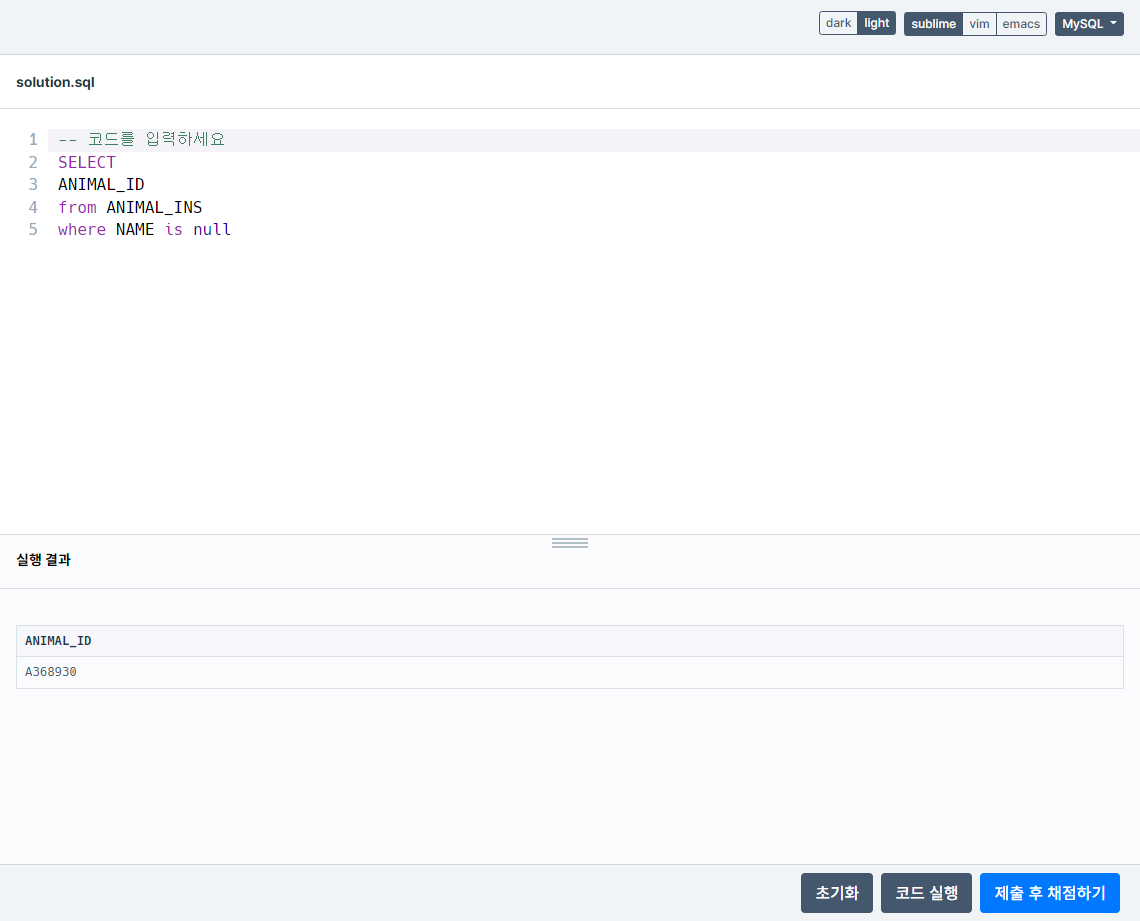 dark light sublime vim emacs MySQL
solution.sql
1 -- 코드를 입력하세요
2 SELECT
3 ANIMAL_ID
4 from ANIMAL_INS
5 where NAME is null
실행 결과
ANIMAL_ID
A368930
초기화 코드 실행 제출 후 채점하기